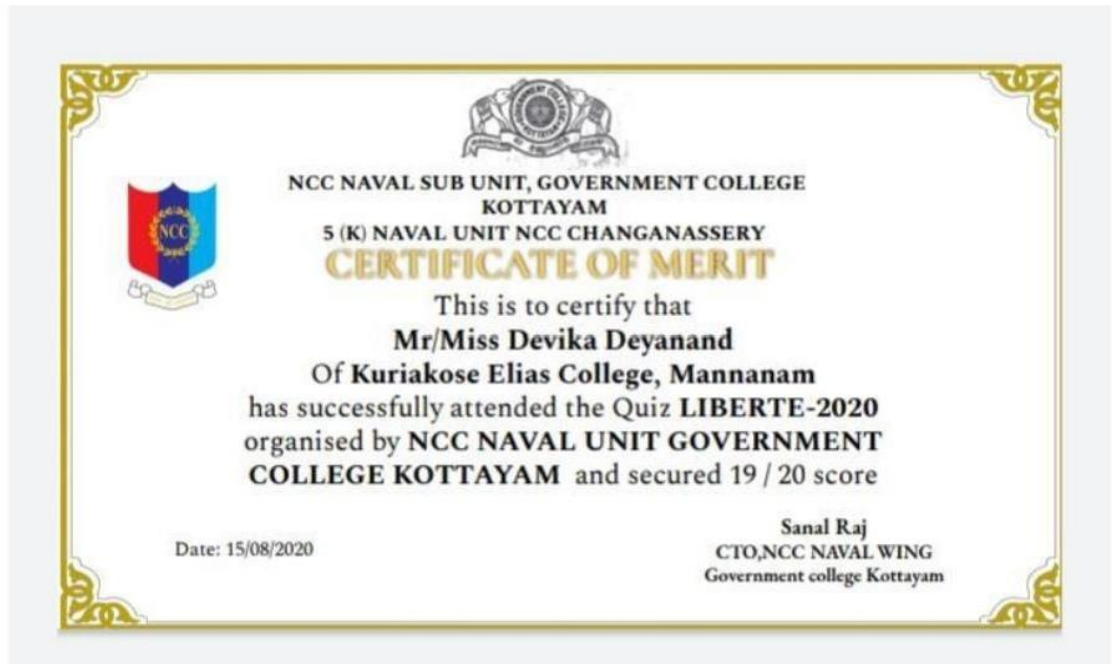 GOVERNMENT COLLEGE
KOTTAYAM
NCC NAVAL SUB UNIT, GOVERNMENT COLLEGE
KOTTAYAM
5 (K) NAVAL UNIT NCC CHANGANASSERY
NCC
CERTIFICATE OF MERIT
This is to certify that
Mr/Miss Devika Deyanand
Of Kuriakose Elias College, Mannanam
has successfully attended the Quiz LIBERTE-2020
organised by NCC NAVAL UNIT GOVERNMENT
COLLEGE KOTTAYAM and secured 19 / 20 score
Date: 15/08/2020
Sanal Raj
CTO,NCC NAVAL WING
Government college Kottayam